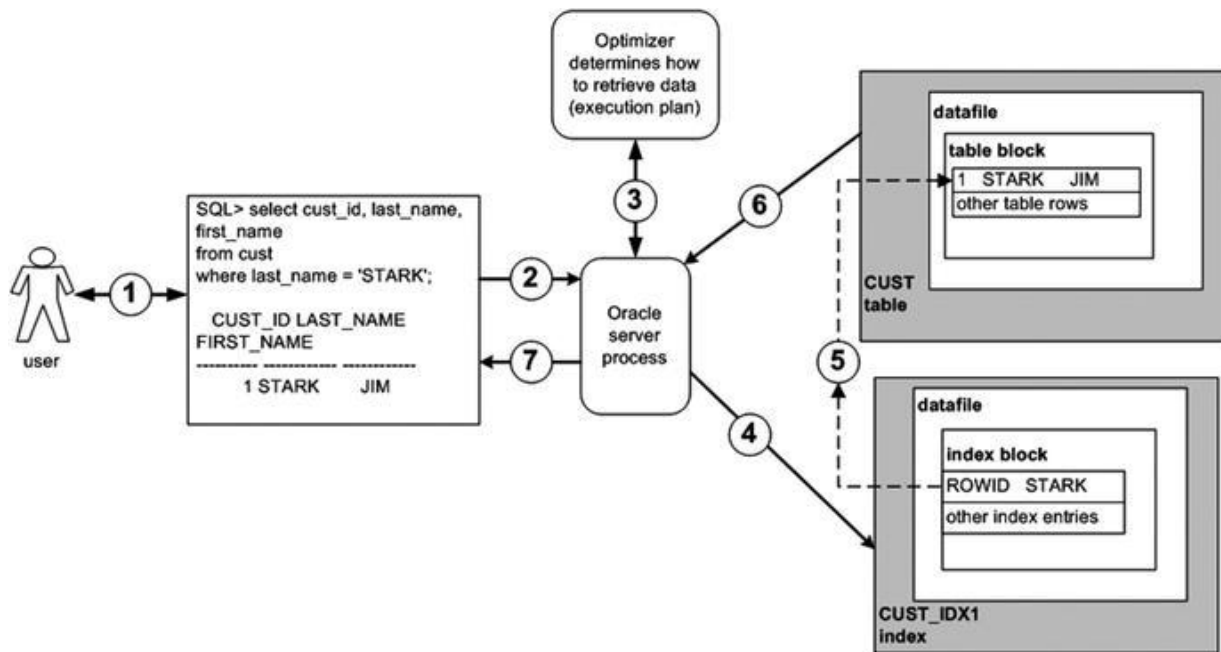 Optimizer
determines how
to retrieve data
(execution plan)
datafile
table block
1 STARK JIM
other table rows
CUST
table
3
6
SQL> select cust_id, last_name,
first_name
from cust
where last_name = 'STARK';
CUST_ID LAST_NAME
FIRST_NAME
---------- ------------ ------------
1 STARK JIM
1
user
2
7
Oracle
server
process
5
4
datafile
index block
ROWID STARK
other index entries
CUST_IDX1
index